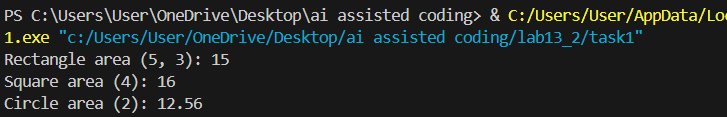 PS C:\Users\User\OneDrive\Desktop\ai assisted coding> & C:/Users/User/AppData/Loc
1.exe "c:/Users/User/OneDrive/Desktop/ai assisted coding/lab13_2/task1"
Rectangle area (5, 3): 15
Square area (4): 16
Circle area (2): 12.56